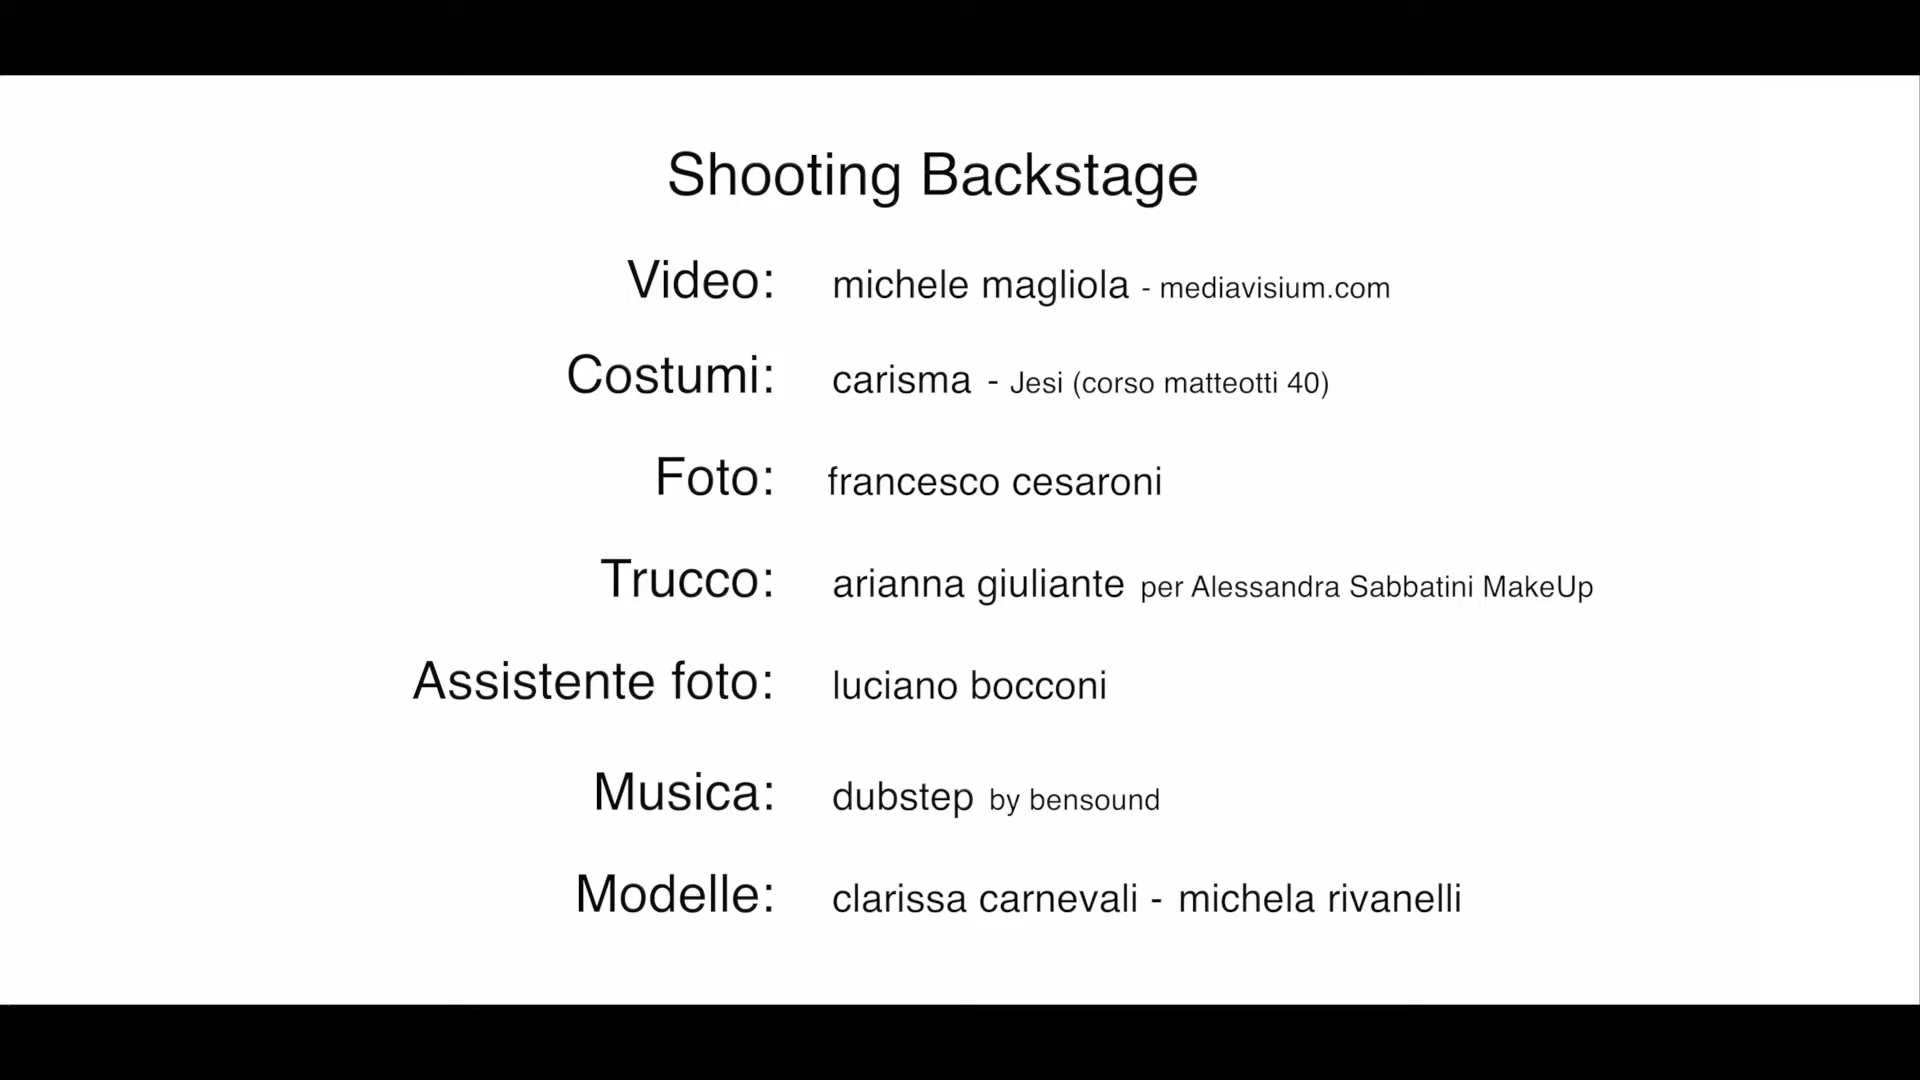 Shooting Backstage
Video: michele magliola - mediavisium.com
Costumi: carisma - Jesi (corso matteotti 40)
Foto: francesco cesaroni
Trucco: arianna giuliante per Alessandra Sabbatini MakeUp
Assistente foto: luciano bocconi
Musica: dubstep by bensound
Modelle: clarissa carnevali - michela rivanelli